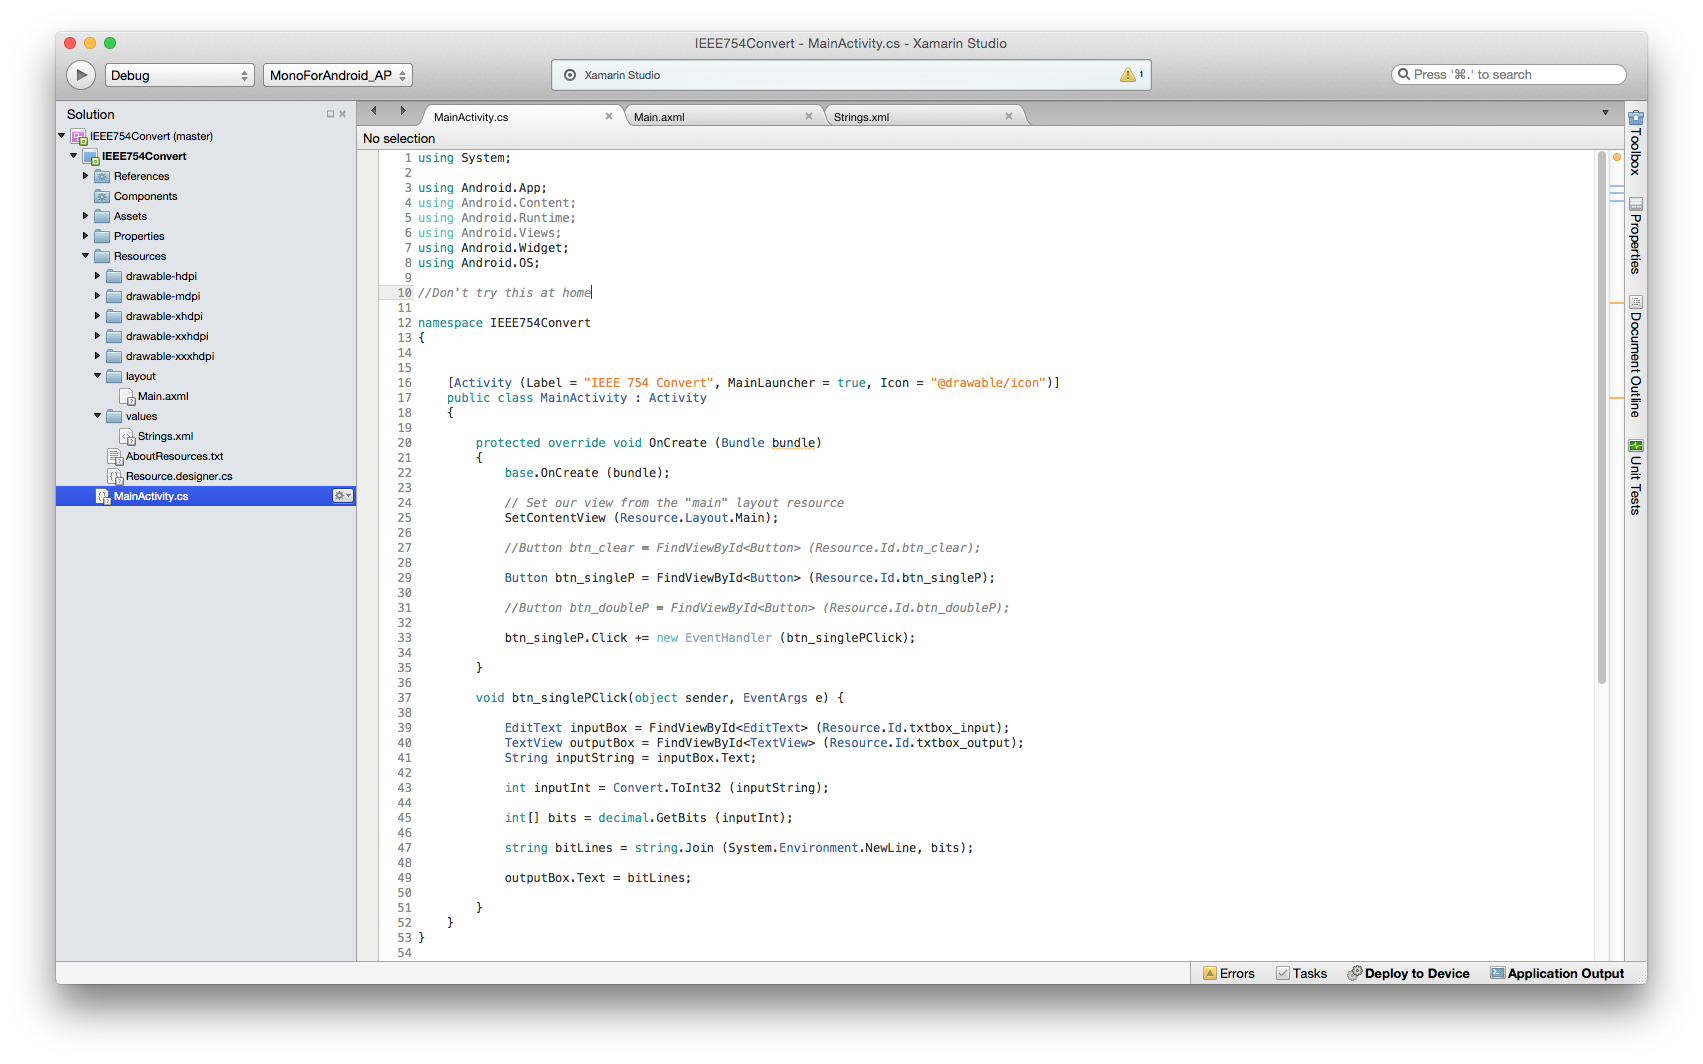 IEEE754Convert - MainActivity.cs - Xamarin Studio
Debug
MonoForAndroid_AP
Xamarin Studio
1
Press '⌘.' to search
Solution
IEEE754Convert (master)
IEEE754Convert
References
Components
Assets
Properties
Resources
drawable-hdpi
drawable-mdpi
drawable-xhdpi
drawable-xxhdpi
drawable-xxxhdpi
layout
Main.axml
values
Strings.xml
AboutResources.txt
Resource.designer.cs
MainActivity.cs
MainActivity.cs
Main.axml
Strings.xml
No selection
1 using System;
2
3 using Android.App;
4 using Android.Content;
5 using Android.Runtime;
6 using Android.Views;
7 using Android.Widget;
8 using Android.OS;
9
10 //Don't try this at home
11
12 namespace IEEE754Convert
13 {
14
15
16 [Activity (Label = "IEEE 754 Convert", MainLauncher = true, Icon = "@drawable/icon")]
17 public class MainActivity : Activity
18 {
19
20 protected override void OnCreate (Bundle bundle)
21 {
22 base.OnCreate (bundle);
23
24 // Set our view from the "main" layout resource
25 SetContentView (Resource.Layout.Main);
26
27 //Button btn_clear = FindViewById<Button> (Resource.Id.btn_clear);
28
29 Button btn_singleP = FindViewById<Button> (Resource.Id.btn_singleP);
30
31 //Button btn_doubleP = FindViewById<Button> (Resource.Id.btn_doubleP);
32
33 btn_singleP.Click += new EventHandler (btn_singlePClick);
34
35 }
36
37 void btn_singlePClick(object sender, EventArgs e) {
38
39 EditText inputBox = FindViewById<EditText> (Resource.Id.txtbox_input);
40 TextView outputBox = FindViewById<TextView> (Resource.Id.txtbox_output);
41 String inputString = inputBox.Text;
42
43 int inputInt = Convert.ToInt32 (inputString);
44
45 int[] bits = decimal.GetBits (inputInt);
46
47 string bitLines = string.Join (System.Environment.NewLine, bits);
48
49 outputBox.Text = bitLines;
50
51 }
52 }
53 }
54
Toolbox
Properties
Document Outline
Unit Tests
Errors
Tasks
Deploy to Device
Application Output